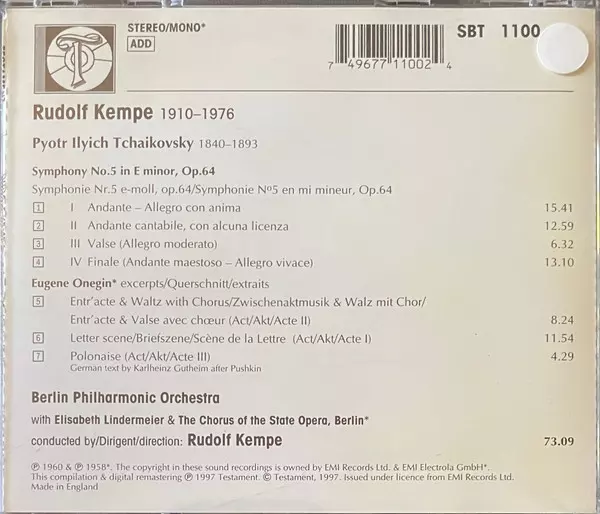 STEREO/MONO*
ADD
SBT 1100
7 49677 11002 4
Rudolf Kempe 1910–1976
Pyotr Ilyich Tchaikovsky 1840–1893
Symphony No.5 in E minor, Op.64
Symphonie Nr.5 e-moll, op.64/Symphonie Nº5 en mi mineur, Op.64
1 I Andante – Allegro con anima 15.41
2 II Andante cantabile, con alcuna licenza 12.59
3 III Valse (Allegro moderato) 6.32
4 IV Finale (Andante maestoso – Allegro vivace) 13.10
Eugene Onegin* excerpts/Querschnitt/extraits
5 Entr'acte & Waltz with Chorus/Zwischenaktmusik & Walz mit Chor/
Entr'acte & Valse avec chœur (Act/Akt/Acte II) 8.24
6 Letter scene/Briefszene/Scène de la Lettre (Act/Akt/Acte I) 11.54
7 Polonaise (Act/Akt/Acte III) 4.29
German text by Karlheinz Gutheim after Pushkin
Berlin Philharmonic Orchestra
with Elisabeth Lindermeier & The Chorus of the State Opera, Berlin*
conducted by/Dirigent/direction: Rudolf Kempe 73.09
℗ 1960 & ℗ 1958*. The copyright in these sound recordings is owned by EMI Records Ltd. & EMI Electrola GmbH*.
This compilation & digital remastering ℗ 1997 Testament. © Testament, 1997. Issued under licence from EMI Records Ltd.
Made in England